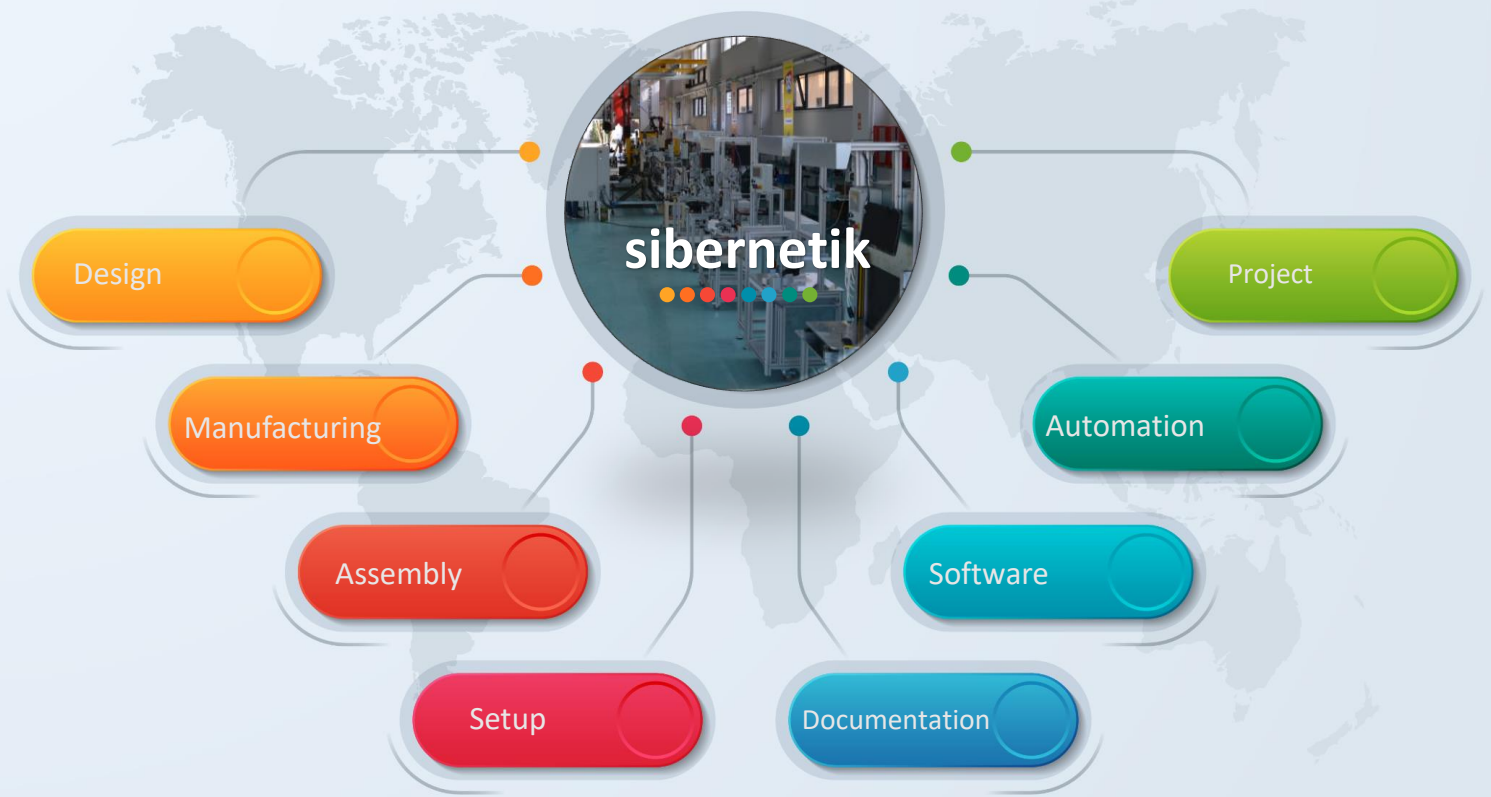 sibernetik
Design
Manufacturing
Assembly
Setup
Documentation
Software
Automation
Project